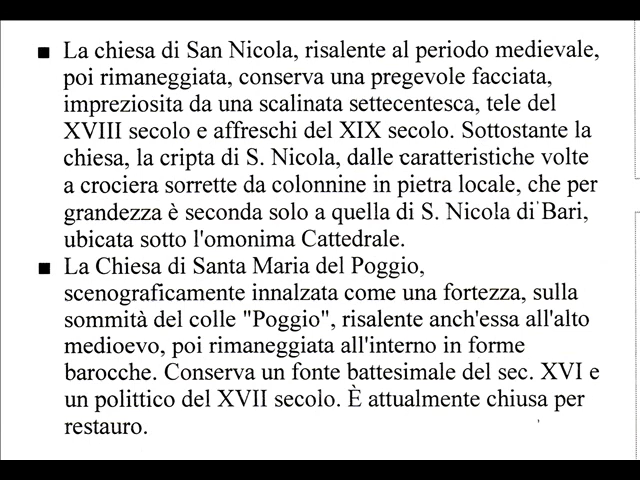 ■ La chiesa di San Nicola, risalente al periodo medievale,
poi rimaneggiata, conserva una pregevole facciata,
impreziosita da una scalinata settecentesca, tele del
XVIII secolo e affreschi del XIX secolo. Sottostante la
chiesa, la cripta di S. Nicola, dalle caratteristiche volte
a crociera sorrette da colonnine in pietra locale, che per
grandezza è seconda solo a quella di S. Nicola di Bari,
ubicata sotto l'omonima Cattedrale.
■ La Chiesa di Santa Maria del Poggio,
scenograficamente innalzata come una fortezza, sulla
sommità del colle "Poggio", risalente anch'essa all'alto
medioevo, poi rimaneggiata all'interno in forme
barocche. Conserva un fonte battesimale del sec. XVI e
un polittico del XVII secolo. È attualmente chiusa per
restauro.